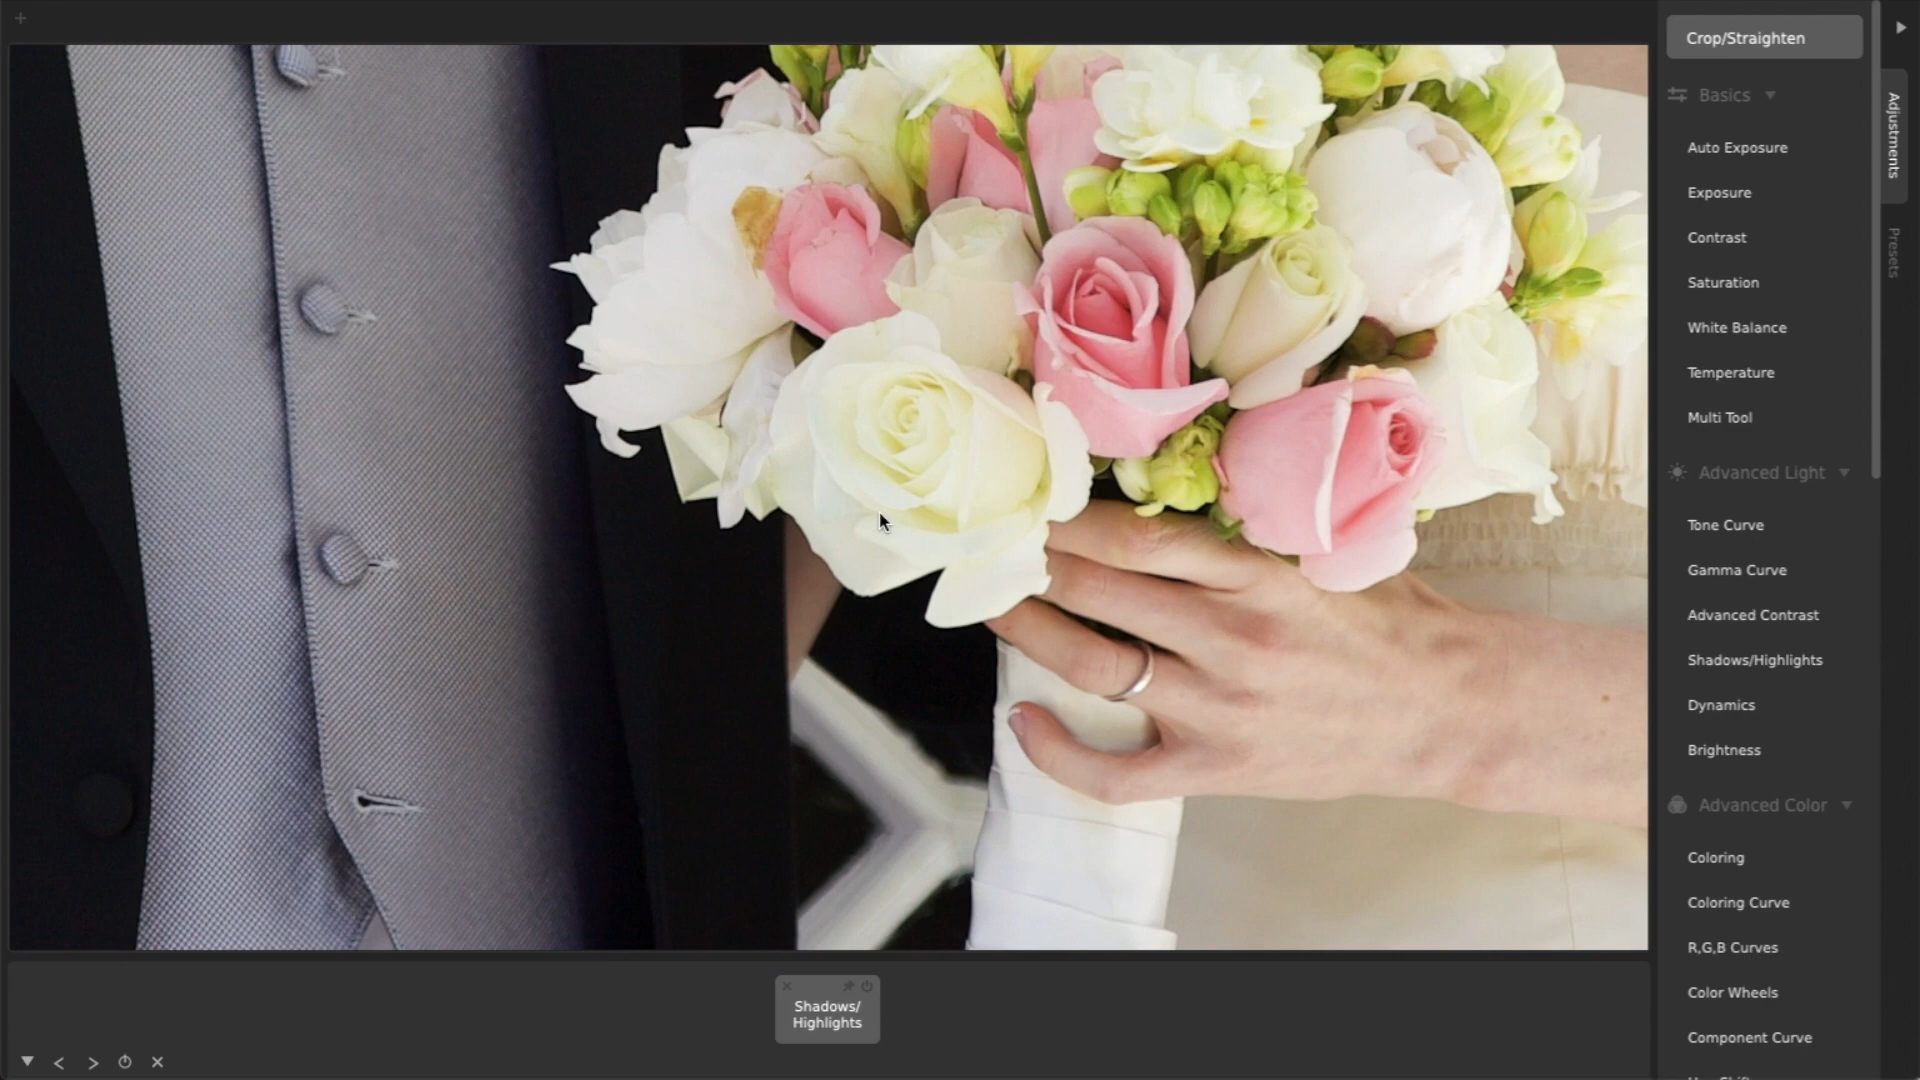 Crop/Straighten
Basics
Auto Exposure
Exposure
Contrast
Saturation
White Balance
Temperature
Multi Tool
Advanced Light
Tone Curve
Gamma Curve
Advanced Contrast
Shadows/Highlights
Dynamics
Brightness
Advanced Color
Coloring
Coloring Curve
R,G,B Curves
Color Wheels
Component Curve
Adjustments
Presets
Shadows/
Highlights